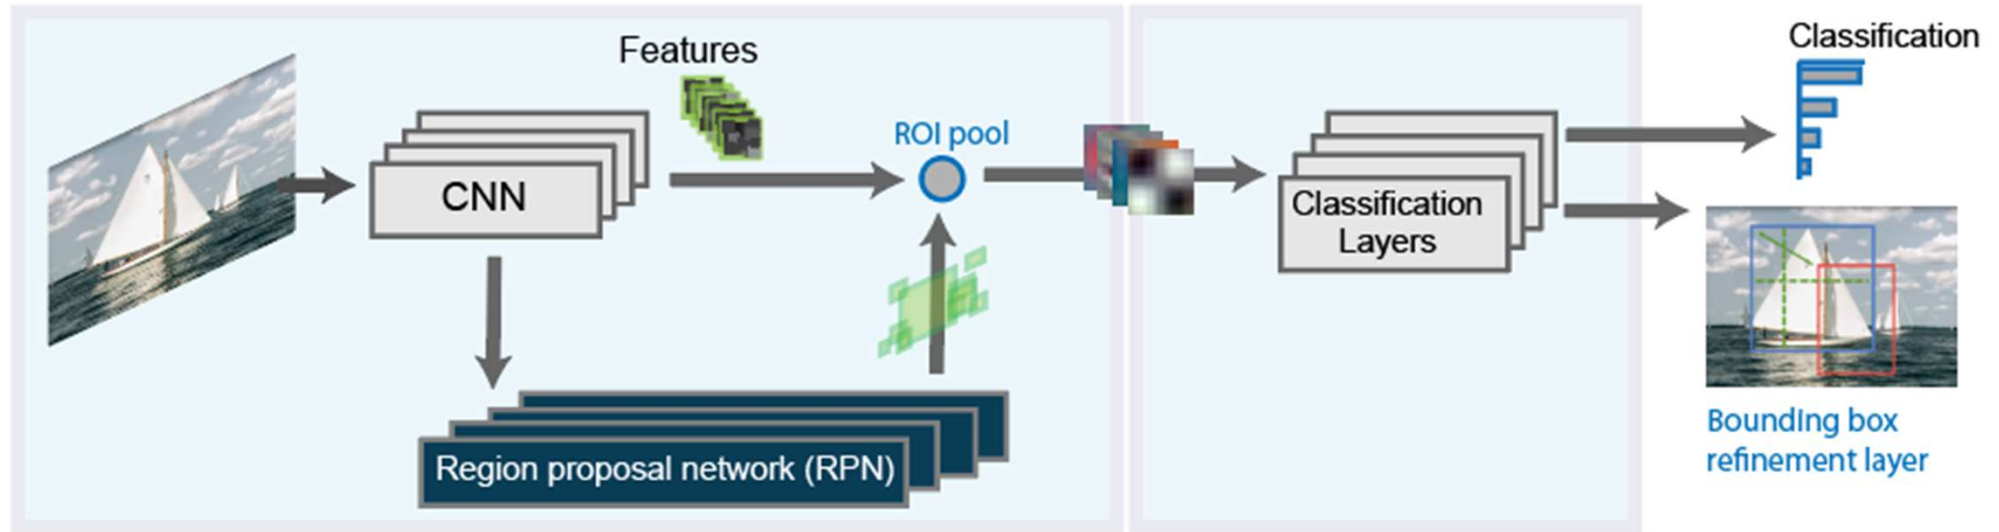 Features
CNN
ROI pool
Region proposal network (RPN)
Classification
Layers
Classification
Bounding box
refinement layer